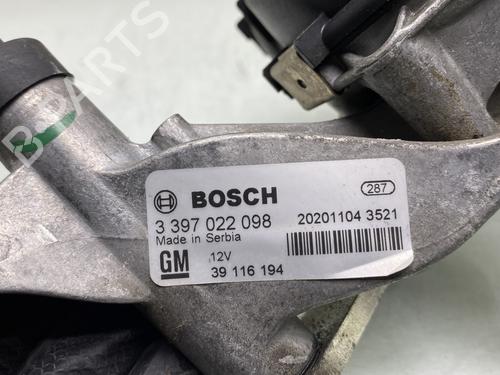 B-PARTS
BOSCH
287
3 397 022 098
20201104 3521
Made in Serbia
GM
12V
39 116 194